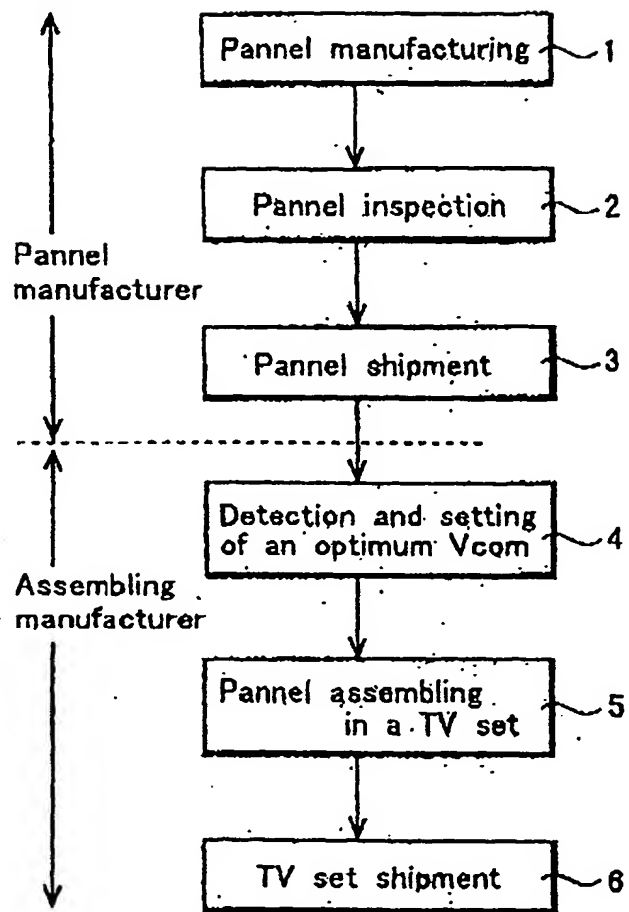 Pannel manufacturing
1
Pannel inspection
2
Pannel
manufacturer
Pannel shipment
3
Detection and setting
of an optimum Vcom
4
Assembling
manufacturer
Pannel assembling
in a TV set
5
TV set shipment
6